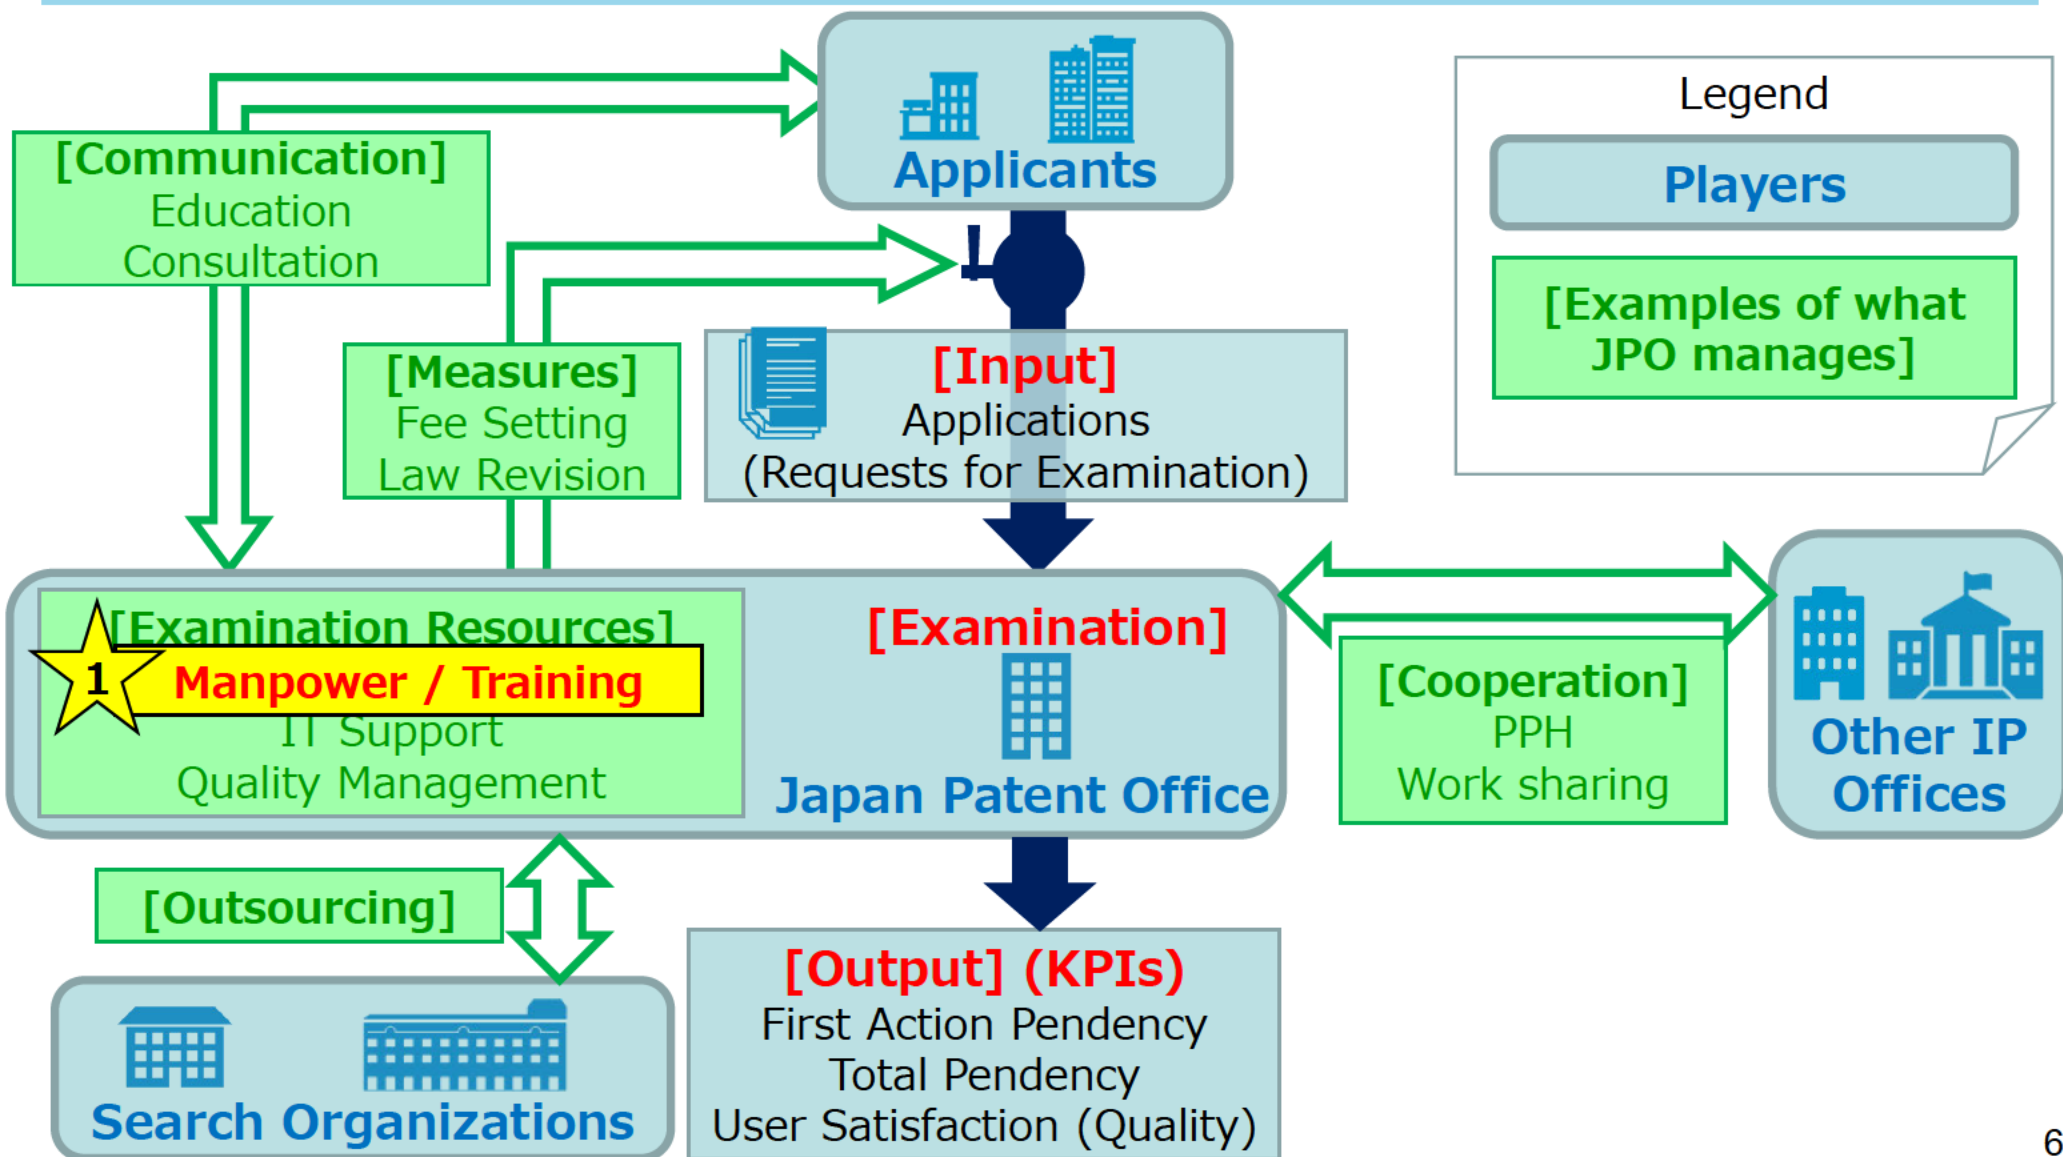 Applicants
Legend
Players
[Examples of what
JPO manages]
[Communication]
Education
Consultation
[Measures]
Fee Setting
Law Revision
[Input]
Applications
(Requests for Examination)
[Examination Resources]
1
Manpower / Training
IT Support
Quality Management
[Examination]
Japan Patent Office
[Cooperation]
PPH
Work sharing
Other IP
Offices
[Outsourcing]
Search Organizations
[Output] (KPIs)
First Action Pendency
Total Pendency
User Satisfaction (Quality)
6